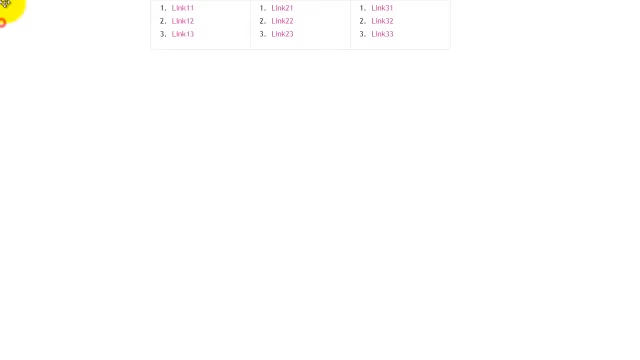 1. Link11
2. Link12
3. Link13
1. Link21
2. Link22
3. Link23
1. Link31
2. Link32
3. Link33